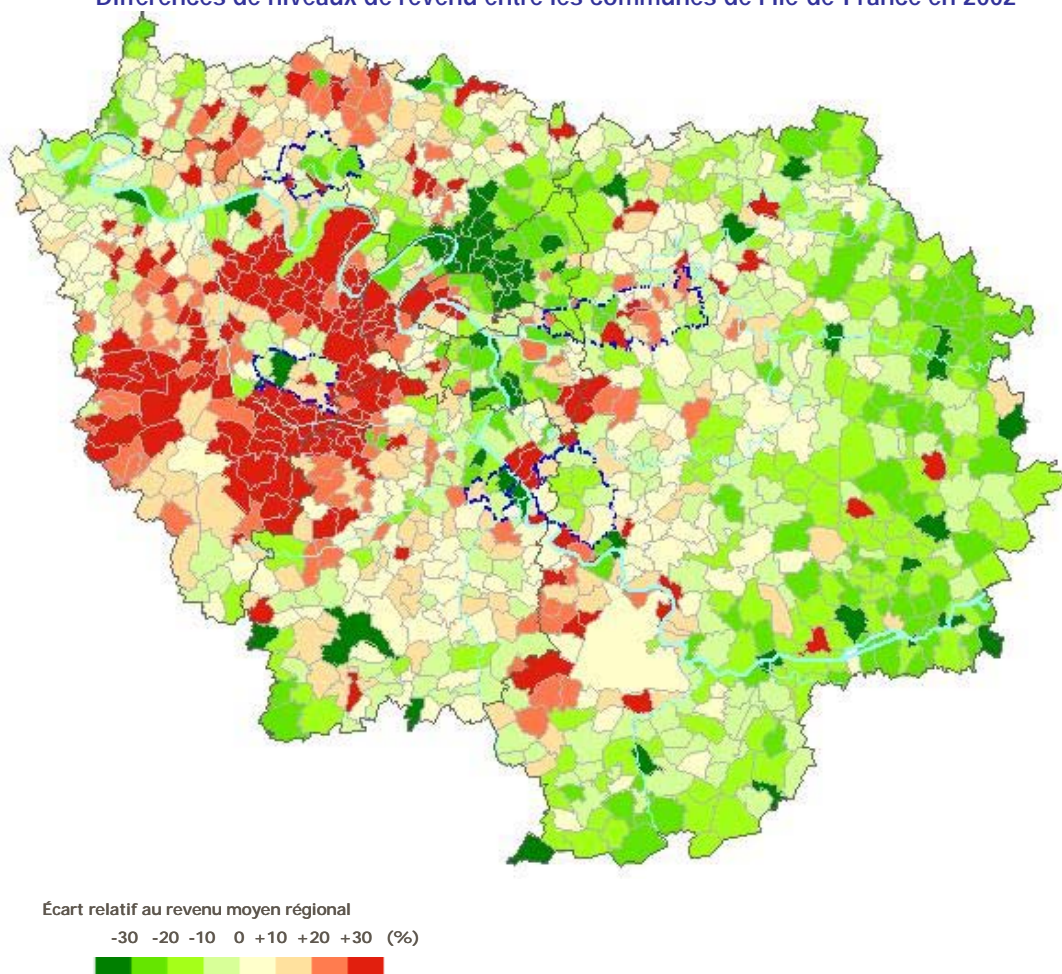 Différences de niveaux de revenu entre les communes de l'Ile-de-France en 2002
Écart relatif au revenu moyen régional
-30 -20 -10 0 +10 +20 +30 (%)